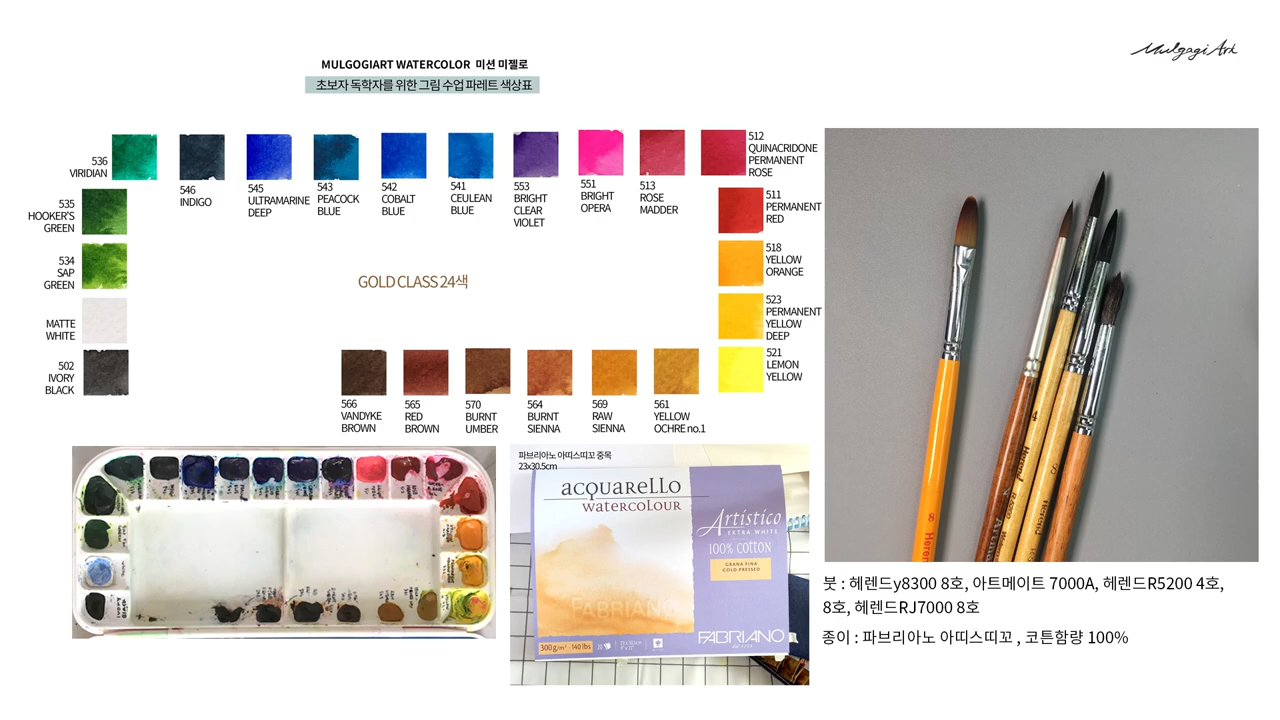 Mulgogi Art
MULGOGIART WATERCOLOR 미션 미젤로
초보자 독학자를 위한 그림 수업 파레트 색상표
536
VIRIDIAN
546
INDIGO
545
ULTRAMARINE
DEEP
543
PEACOCK
BLUE
542
COBALT
BLUE
541
CEULEAN
BLUE
553
BRIGHT
CLEAR
VIOLET
551
BRIGHT
OPERA
513
ROSE
MADDER
512
QUINACRIDONE
PERMANENT
ROSE
535
HOOKER'S
GREEN
511
PERMANENT
RED
534
SAP
GREEN
518
YELLOW
ORANGE
GOLD CLASS 24색
MATTE
WHITE
523
PERMANENT
YELLOW
DEEP
502
IVORY
BLACK
521
LEMON
YELLOW
566
VANDYKE
BROWN
565
RED
BROWN
570
BURNT
UMBER
564
BURNT
SIENNA
569
RAW
SIENNA
561
YELLOW
OCHRE no.1
파브리아노 아띠스띠꼬 중목
23x30.5cm
acquarello
watercolour
Artistico
EXTRA WHITE
100% cotton
GRANA FINA
COLD PRESSED
FABRIANO
FABRIANO
300 g/m² - 140 lbs
20
8 Heren
Herend
8 Herend
붓 : 헤렌드y8300 8호, 아트메이트 7000A, 헤렌드R5200 4호,
8호, 헤렌드RJ7000 8호
종이 : 파브리아노 아띠스띠꼬 , 코튼함량 100%